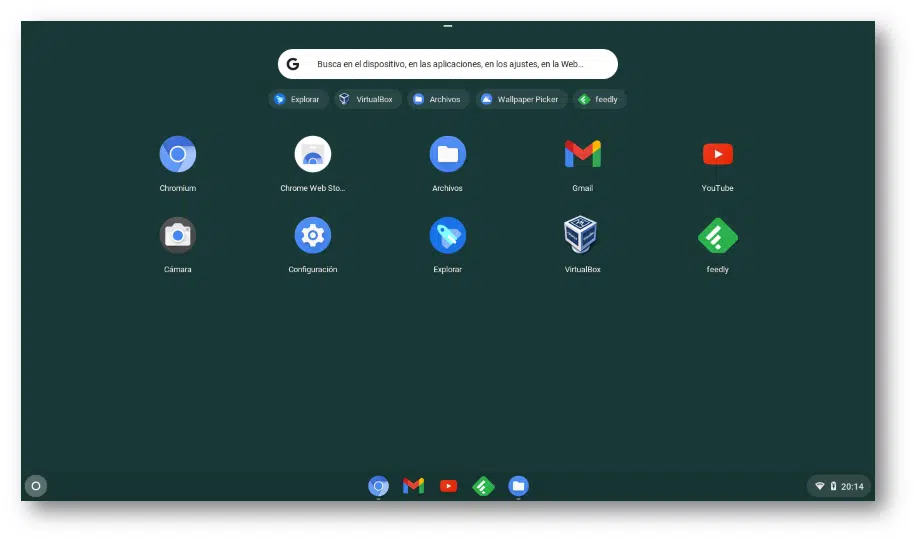 G Busca en el dispositivo, en las aplicaciones, en los ajustes, en la Web...
Explorar VirtualBox Archivos Wallpaper Picker feedly
Chromium Chrome Web Sto... Archivos Gmail YouTube
Cámara Configuración Explorar VirtualBox feedly
20:14